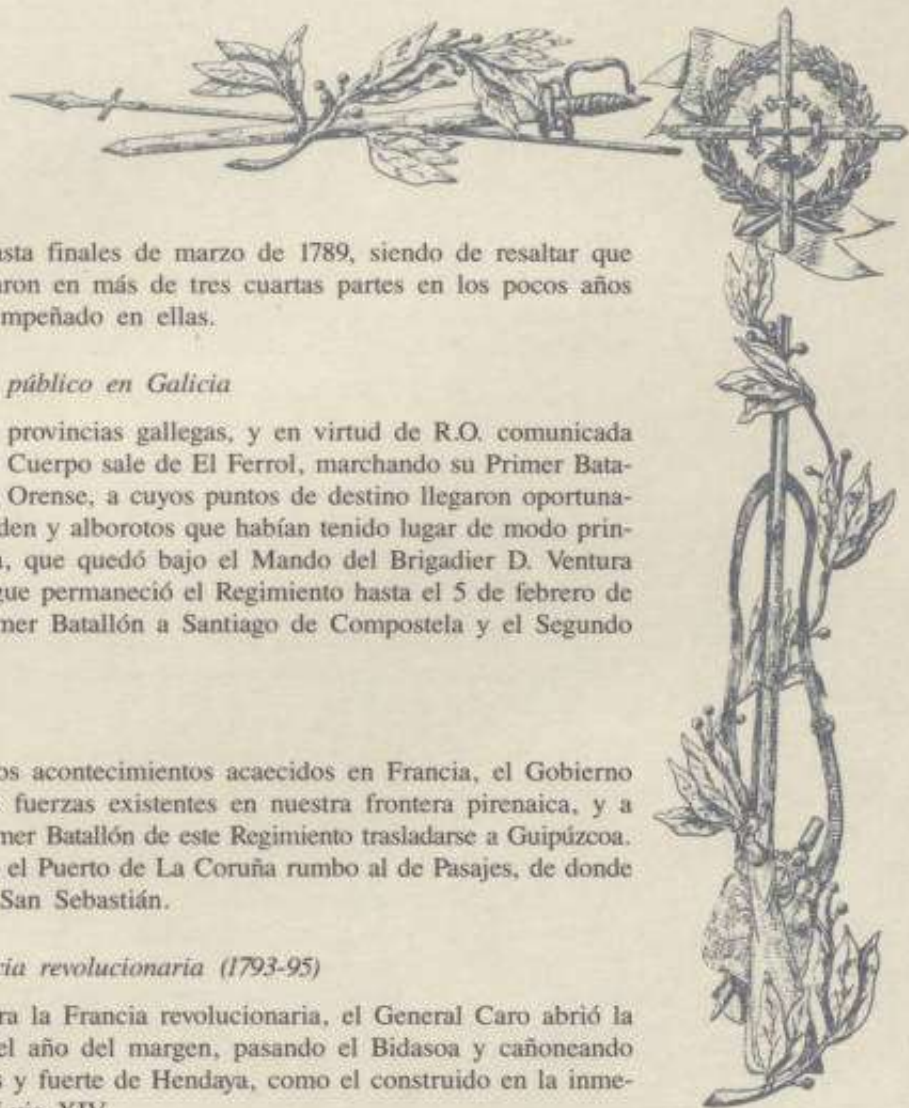 asta finales de marzo de 1789, siendo de resaltar que
aron en más de tres cuartas partes en los pocos años
mpeñado en ellas.
público en Galicia
provincias gallegas, y en virtud de R.O. comunicada
Cuerpo sale de El Ferrol, marchando su Primer Bata-
Orense, a cuyos puntos de destino llegaron oportuna-
den y alborotos que habían tenido lugar de modo prin-
, que quedó bajo el Mando del Brigadier D. Ventura
gue permaneció el Regimiento hasta el 5 de febrero de
mer Batallón a Santiago de Compostela y el Segundo
os acontecimientos acaecidos en Francia, el Gobierno
fuerzas existentes en nuestra frontera pirenaica, y a
mer Batallón de este Regimiento trasladarse a Guipúzcoa.
el Puerto de La Coruña rumbo al de Pasajes, de donde
San Sebastián.
cia revolucionaria (1793-95)
ra la Francia revolucionaria, el General Caro abrió la
el año del margen, pasando el Bidasoa y cañoneando
s y fuerte de Hendaya, como el construido en la inme-
XIV